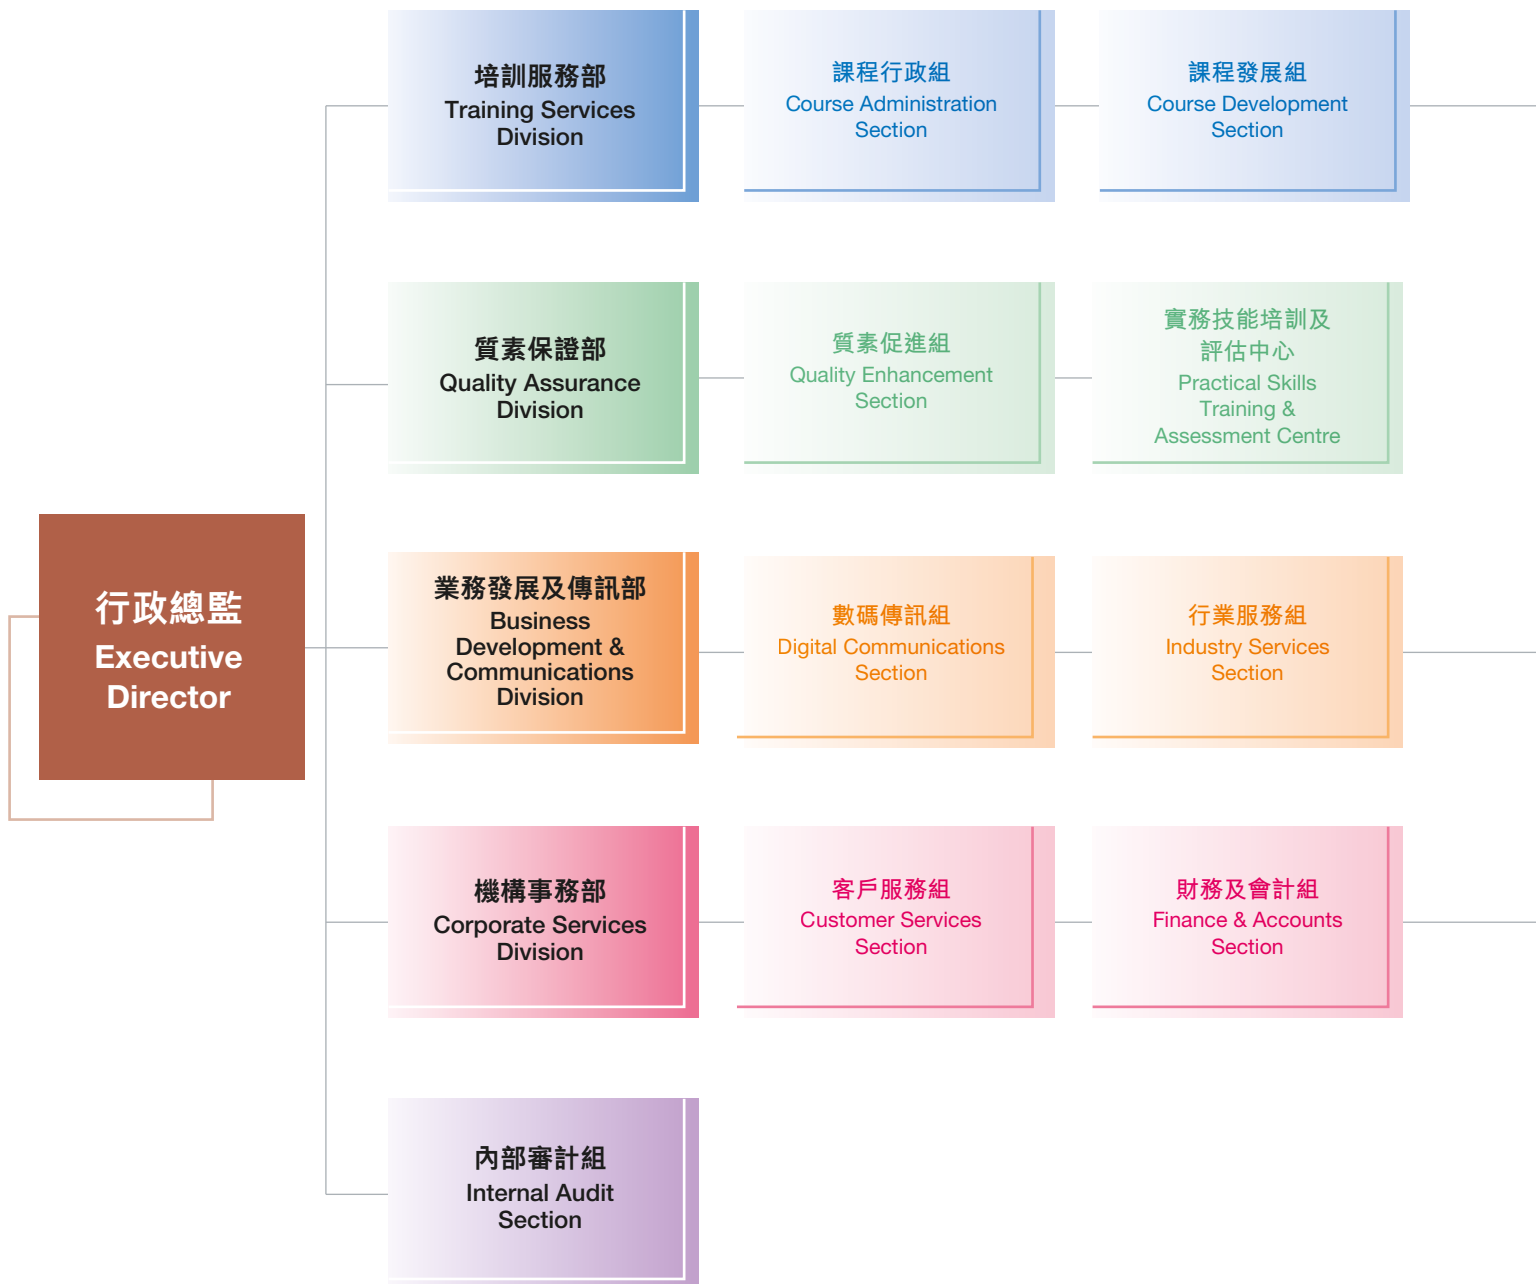 行政總監
Executive
Director
培訓服務部
Training Services
Division
課程行政組
Course Administration
Section
課程發展組
Course Development
Section
質素保證部
Quality Assurance
Division
質素促進組
Quality Enhancement
Section
實務技能培訓及
評估中心
Practical Skills
Training &
Assessment Centre
業務發展及傳訊部
Business
Development &
Communications
Division
數碼傳訊組
Digital Communications
Section
行業服務組
Industry Services
Section
機構事務部
Corporate Services
Division
客戶服務組
Customer Services
Section
財務及會計組
Finance & Accounts
Section
內部審計組
Internal Audit
Section